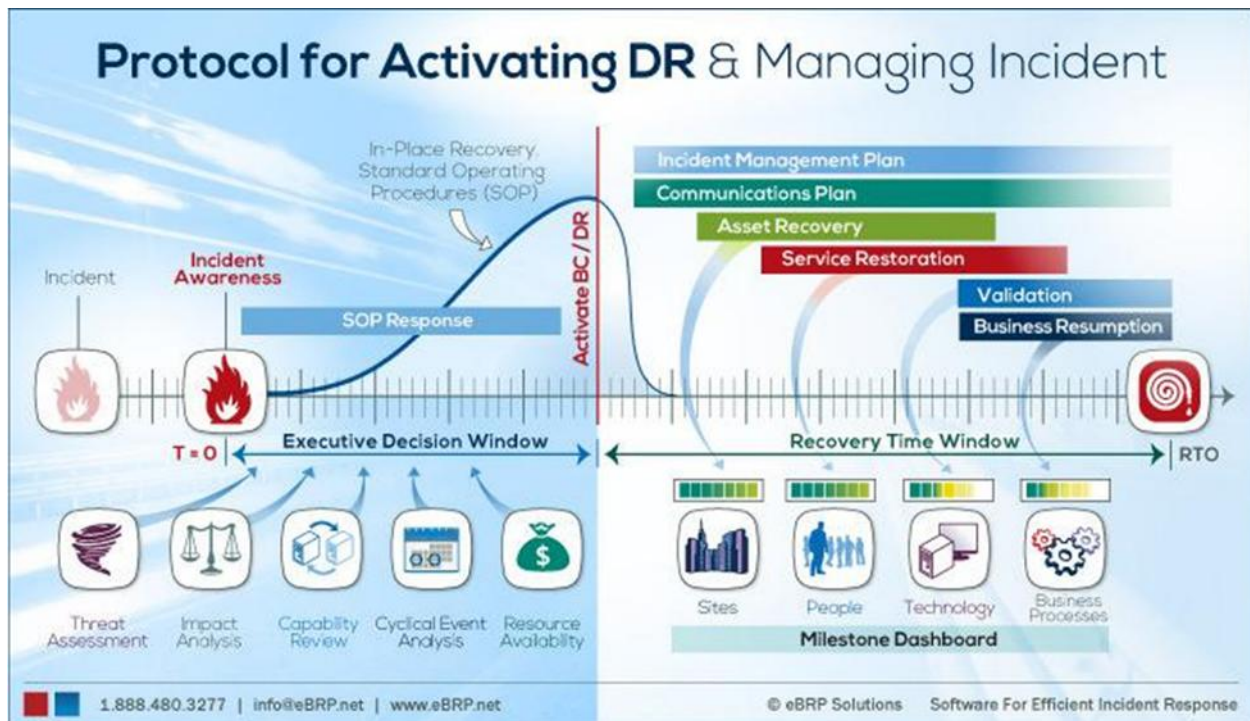 Protocol for Activating DR & Managing Incident
In-Place Recovery,
Standard Operating
Procedures (SOP)
Incident
Incident
Awareness
SOP Response
Activate BC / DR
Incident Management Plan
Communications Plan
Asset Recovery
Service Restoration
Validation
Business Resumption
T = 0
Executive Decision Window
Recovery Time Window
RTO
Threat
Assessment
Impact
Analysis
Capability
Review
Cyclical Event
Analysis
$
Resource
Availability
Sites
People
Technology
Business
Processes
Milestone Dashboard
1.888.480.3277 | info@eBRP.net | www.eBRP.net
© eBRP Solutions Software For Efficient Incident Response